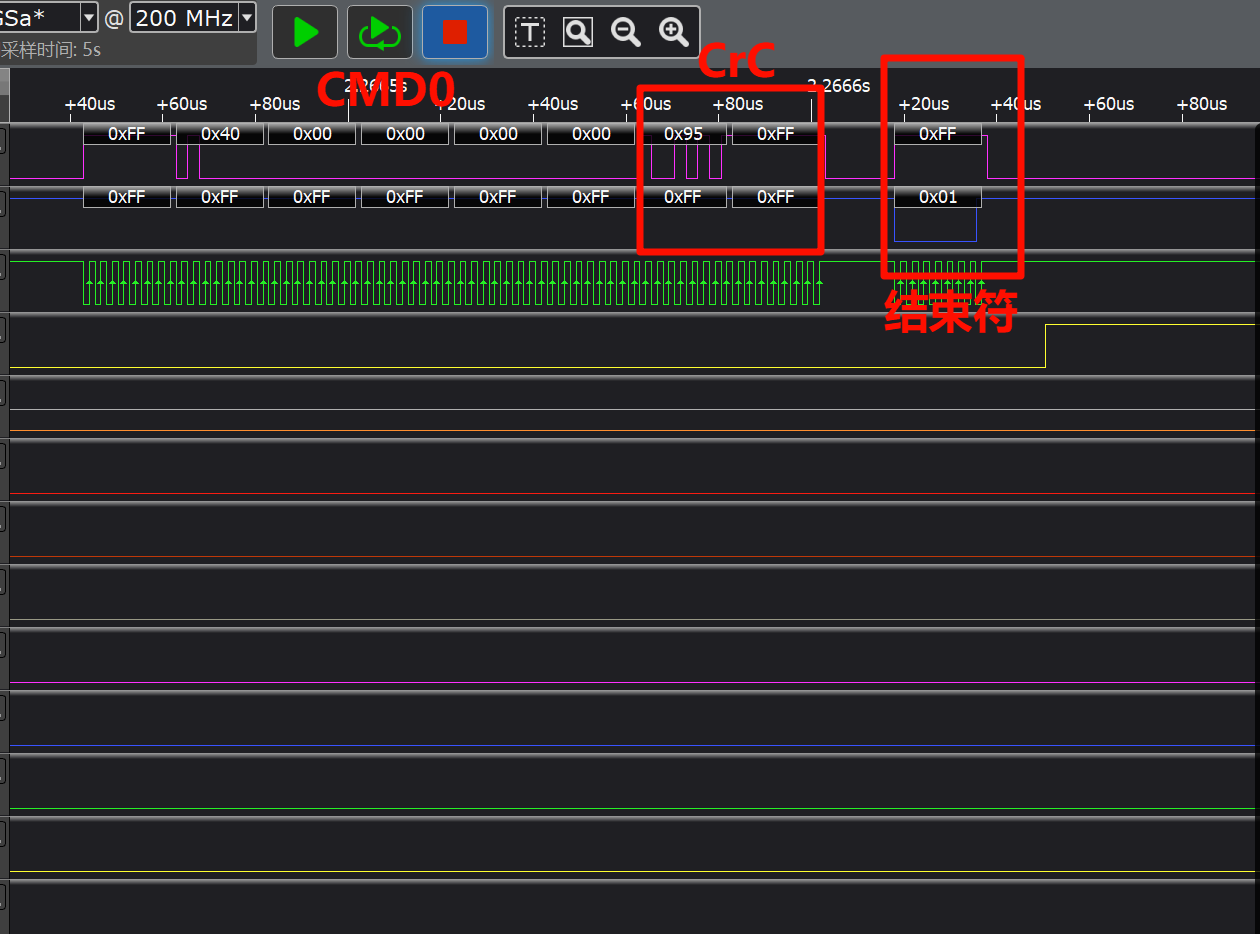 GSa* @ 200 MHz
采样时间: 5s
CrC
CMD0
2.2666s
+40us +60us +80us +20us +40us +60us +80us +20us +40us +60us +80us
0xFF 0x40 0x00 0x00 0x00 0x00 0x95 0xFF 0xFF
0xFF 0xFF 0xFF 0xFF 0xFF 0xFF 0xFF 0xFF 0x01
结束符